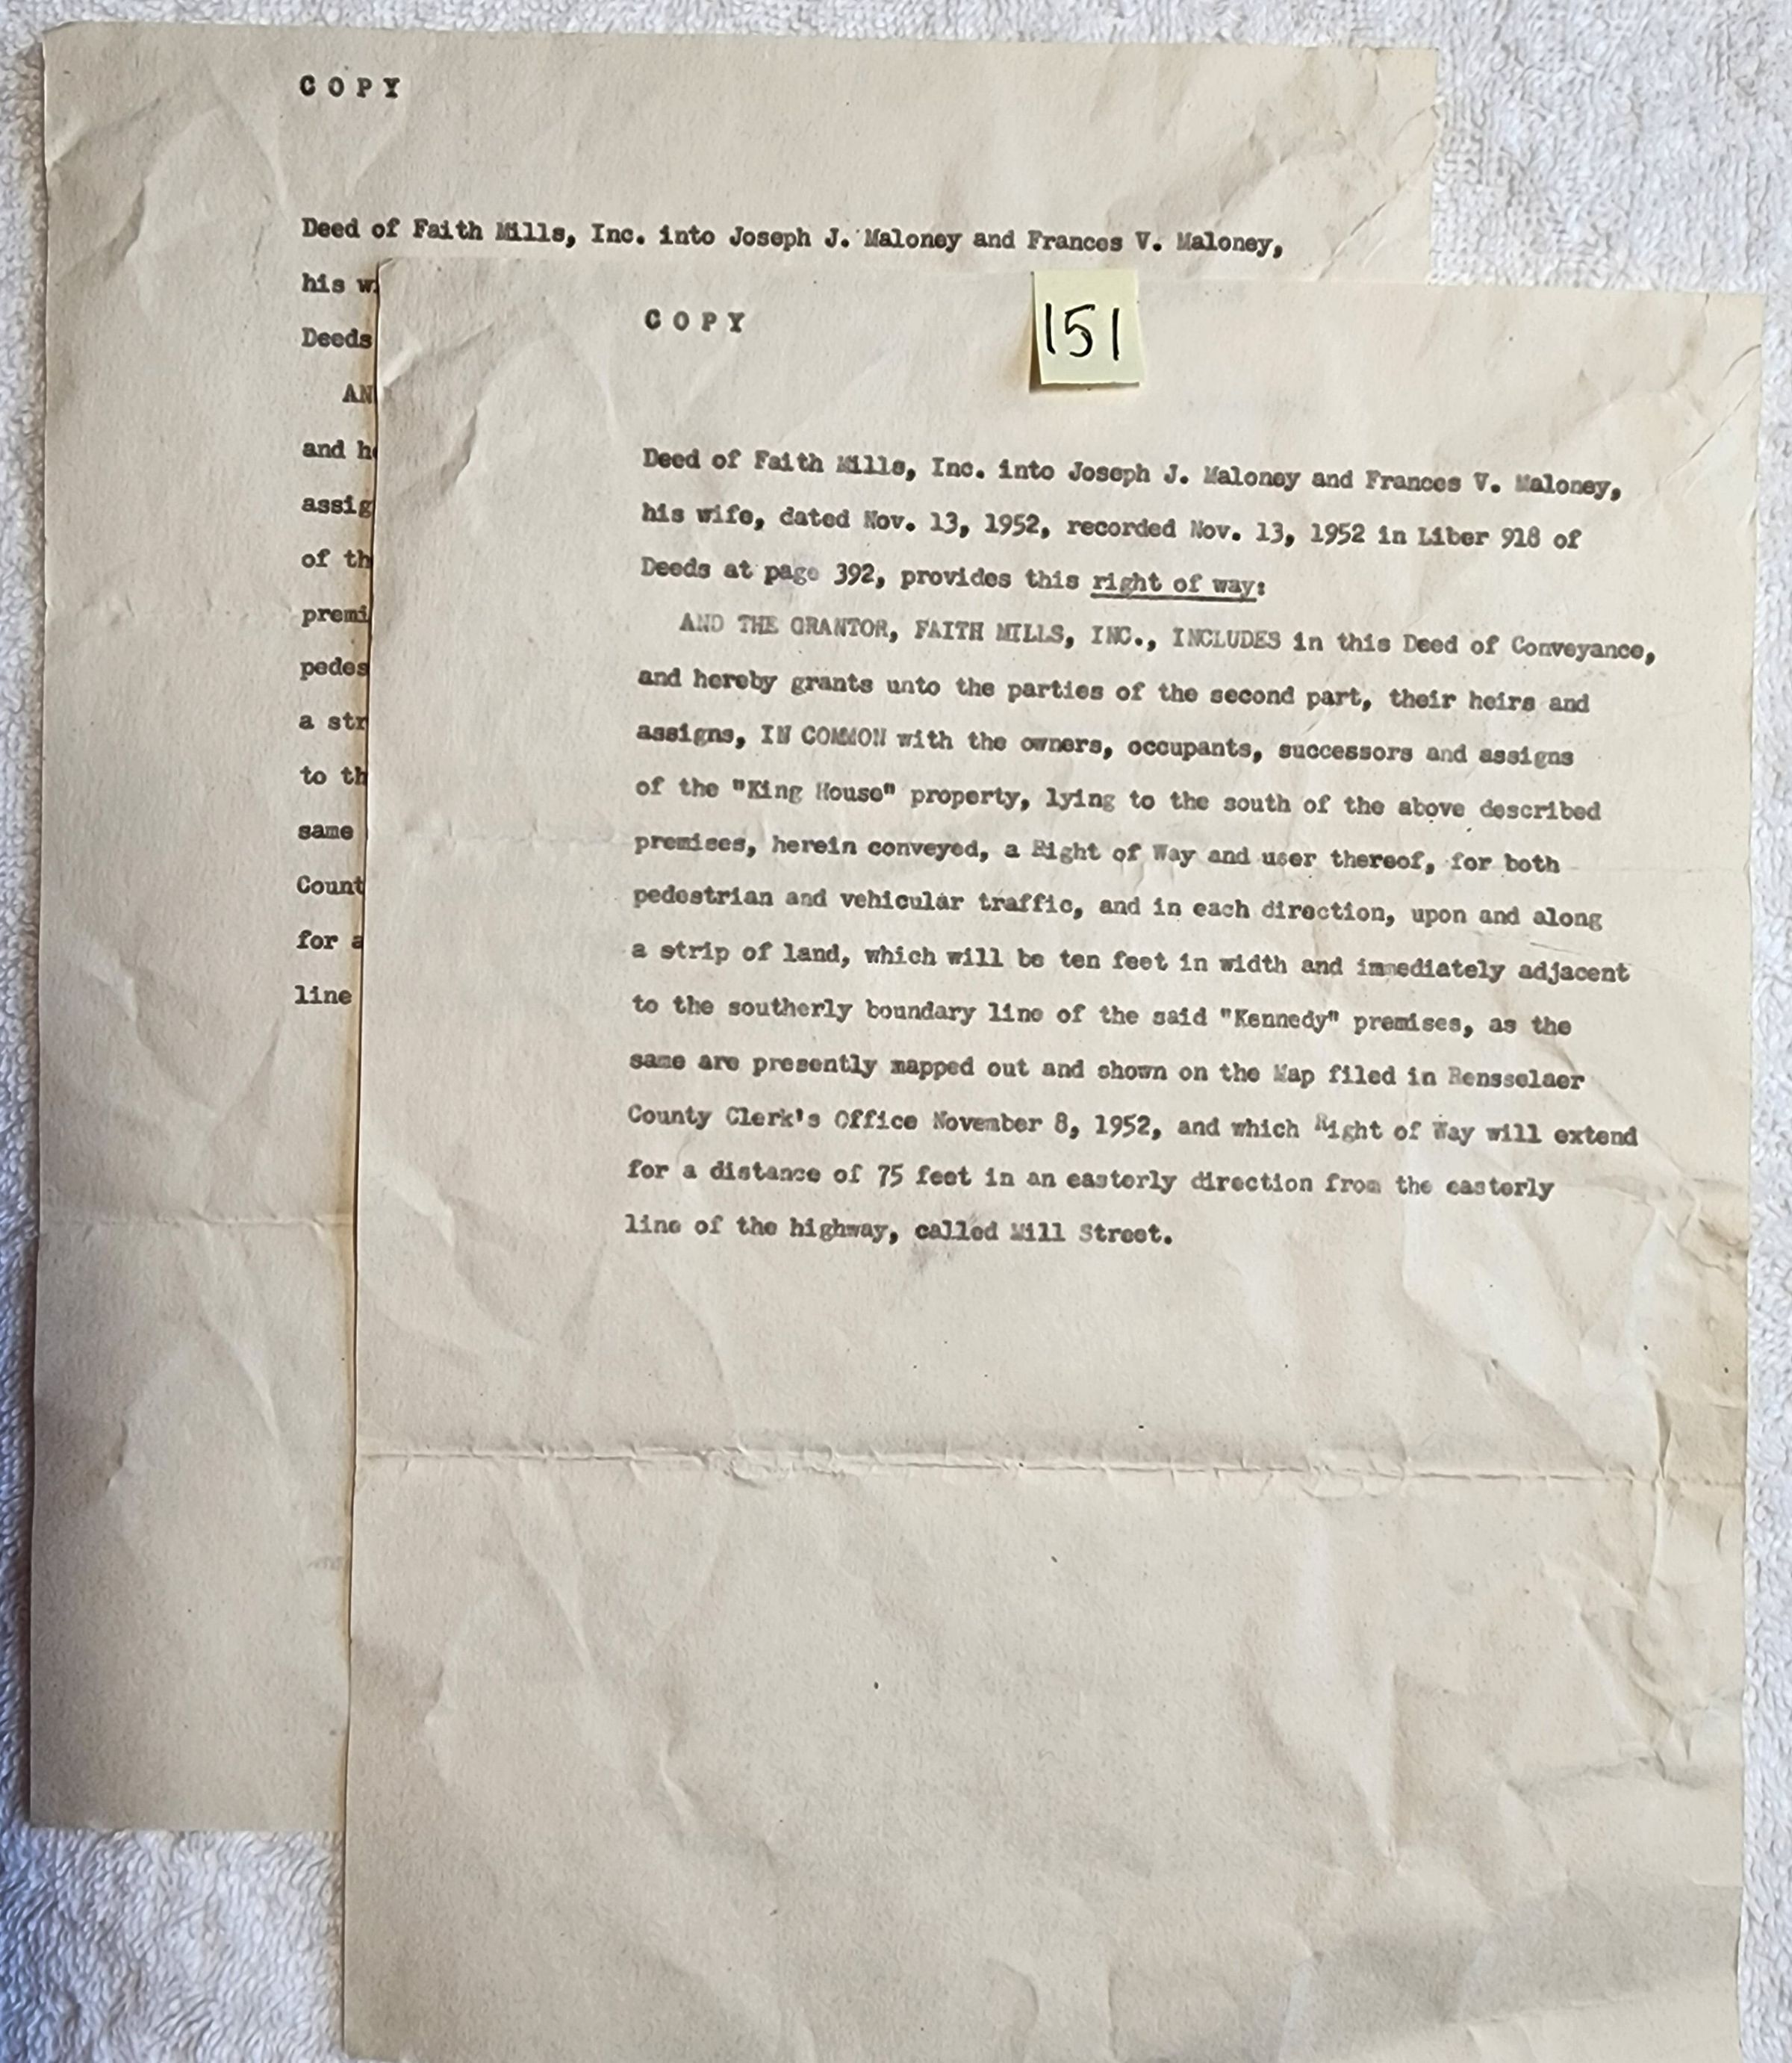 C O P Y
Deed of Faith Mills, Inc. into Joseph J. Maloney and Frances V. Maloney,
his w
Deeds
AN
and h
assig
of th
premi
pedes
a str
to th
same
Count
for a
line
C O P Y
151
Deed of Faith Mills, Inc. into Joseph J. Maloney and Frances V. Maloney,
his wife, dated Nov. 13, 1952, recorded Nov. 13, 1952 in Liber 918 of
Deeds at page 392, provides this right of way:
AND THE GRANTOR, FAITH MILLS, INC., INCLUDES in this Deed of Conveyance,
and hereby grants unto the parties of the second part, their heirs and
assigns, IN COMMON with the owners, occupants, successors and assigns
of the "King House" property, lying to the south of the above described
premises, herein conveyed, a Right of Way and user thereof, for both
pedestrian and vehicular traffic, and in each direction, upon and along
a strip of land, which will be ten feet in width and immediately adjacent
to the southerly boundary line of the said "Kennedy" premises, as the
same are presently mapped out and shown on the Map filed in Rensselaer
County Clerk's Office November 8, 1952, and which Right of Way will extend
for a distance of 75 feet in an easterly direction from the easterly
line of the highway, called Mill Street.